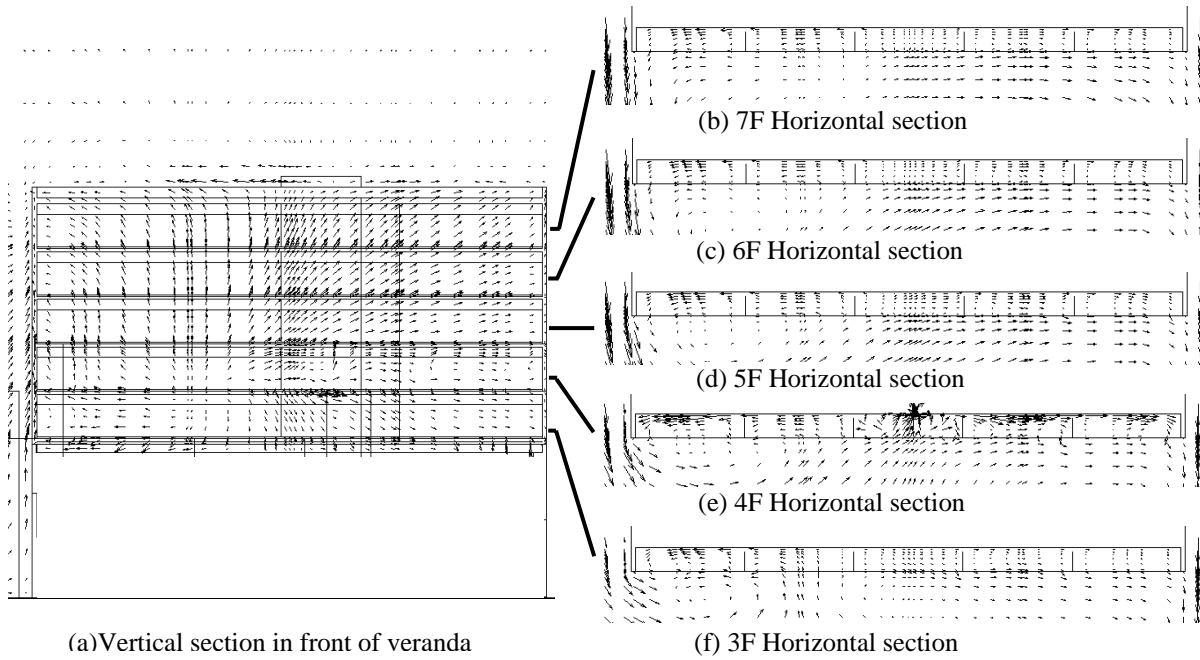 (b) 7F Horizontal section
(c) 6F Horizontal section
(d) 5F Horizontal section
(e) 4F Horizontal section
(a)Vertical section in front of veranda
(f) 3F Horizontal section